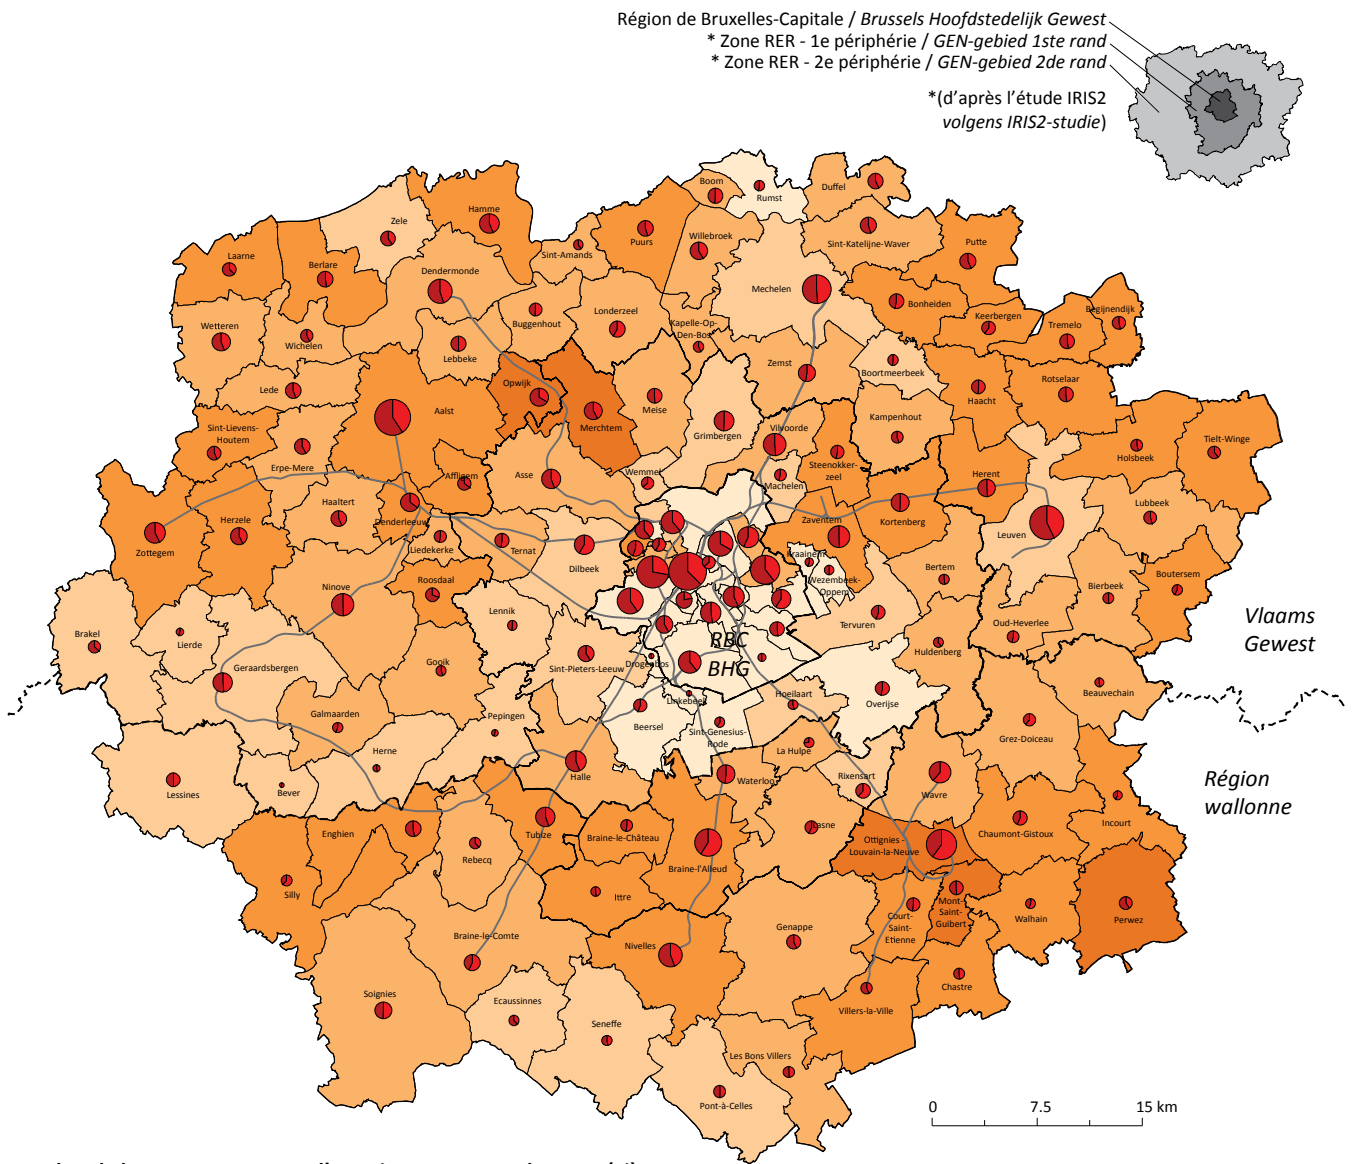 Région de Bruxelles-Capitale / Brussels Hoofdstedelijk Gewest
* Zone RER - 1e périphérie / GEN-gebied 1ste rand
* Zone RER - 2e périphérie / GEN-gebied 2de rand
*(d'après l'étude IRIS2
volgens IRIS2-studie)
Boom
Rumst
Duffel
Zele
Hamme
Puurs
Willebroek
Sint-Katelijne-Waver
Putte
Laarne
Berlare
Sint-Amands
Dendermonde
Mechelen
Bonheiden
Keerbergen
Tremelo
Begijnendijk
Wetteren
Wichelen
Buggenhout
Londerzeel
Kapelle-Op-
Den-Bos
Lebbeke
Zemst
Boortmeerbeek
Haacht
Rotselaar
Lede
Opwijk
Aalst
Merchtem
Meise
Grimbergen
Vilvoorde
Kampenhout
Sint-Lievens-
Houtem
Erpe-Mere
Holsbeek
Tielt-Winge
Affligem
Asse
Wemmel
Machelen
Steenokker-
zeel
Herent
Lubbeek
Haaltert
Denderleeuw
Zottegem
Herzele
Liedekerke
Ternat
Dilbeek
Zaventem
Kortenberg
Leuven
Kraainem
Wezembeek-
Oppem
Bertem
Bierbeek
Boutersem
Ninove
Roosdaal
Lennik
Tervuren
Oud-Heverlee
Vlaams
Gewest
Brakel
Lierde
Geraardsbergen
Gooik
Sint-Pieters-Leeuw
Drogenbos
RBC
BHG
Huldenberg
Beauvechain
Galmaarden
Pepingen
Beersel
Linkebeek
Sint-Genesius-
Rode
Hoeilaart
Overijse
Grez-Doiceau
Herne
Halle
La Hulpe
Rixensart
Wavre
Région
wallonne
Lessines
Bever
Waterloo
Lasne
Chaumont-Gistoux
Incourt
Enghien
Tubize
Braine-le-Château
Braine-l'Alleud
Ottignies -
Louvain-la-Neuve
Rebecq
Silly
Ittre
Mont-
Saint-
Guibert
Walhain
Perwez
Court-
Saint-
Etienne
Braine-le-Comte
Nivelles
Genappe
Soignies
Ecaussinnes
Seneffe
Villers-la-Ville
Chastre
Les Bons Villers
Pont-à-Celles
0 7.5 15 km